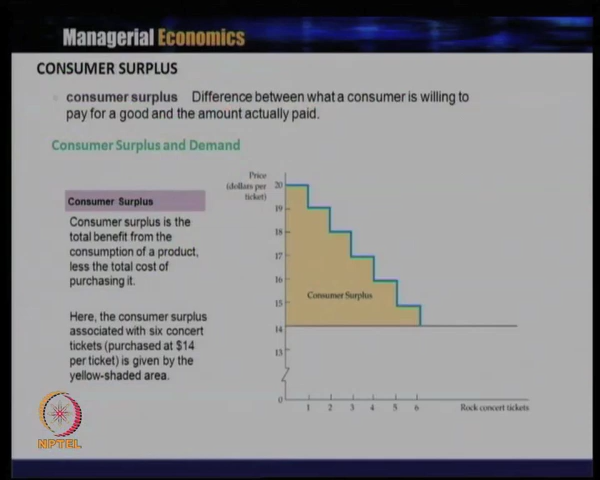 Managerial Economics
CONSUMER SURPLUS
consumer surplus Difference between what a consumer is willing to
pay for a good and the amount actually paid.
Consumer Surplus and Demand
Consumer Surplus
Consumer surplus is the
total benefit from the
consumption of a product,
less the total cost of
purchasing it.
Here, the consumer surplus
associated with six concert
tickets (purchased at $14
per ticket) is given by the
yellow-shaded area.
Price
(dollars per
ticket)
20
19
18
17
16
15
14
13
0
Consumer Surplus
1 2 3 4 5 6
Rock concert tickets
NPTEL